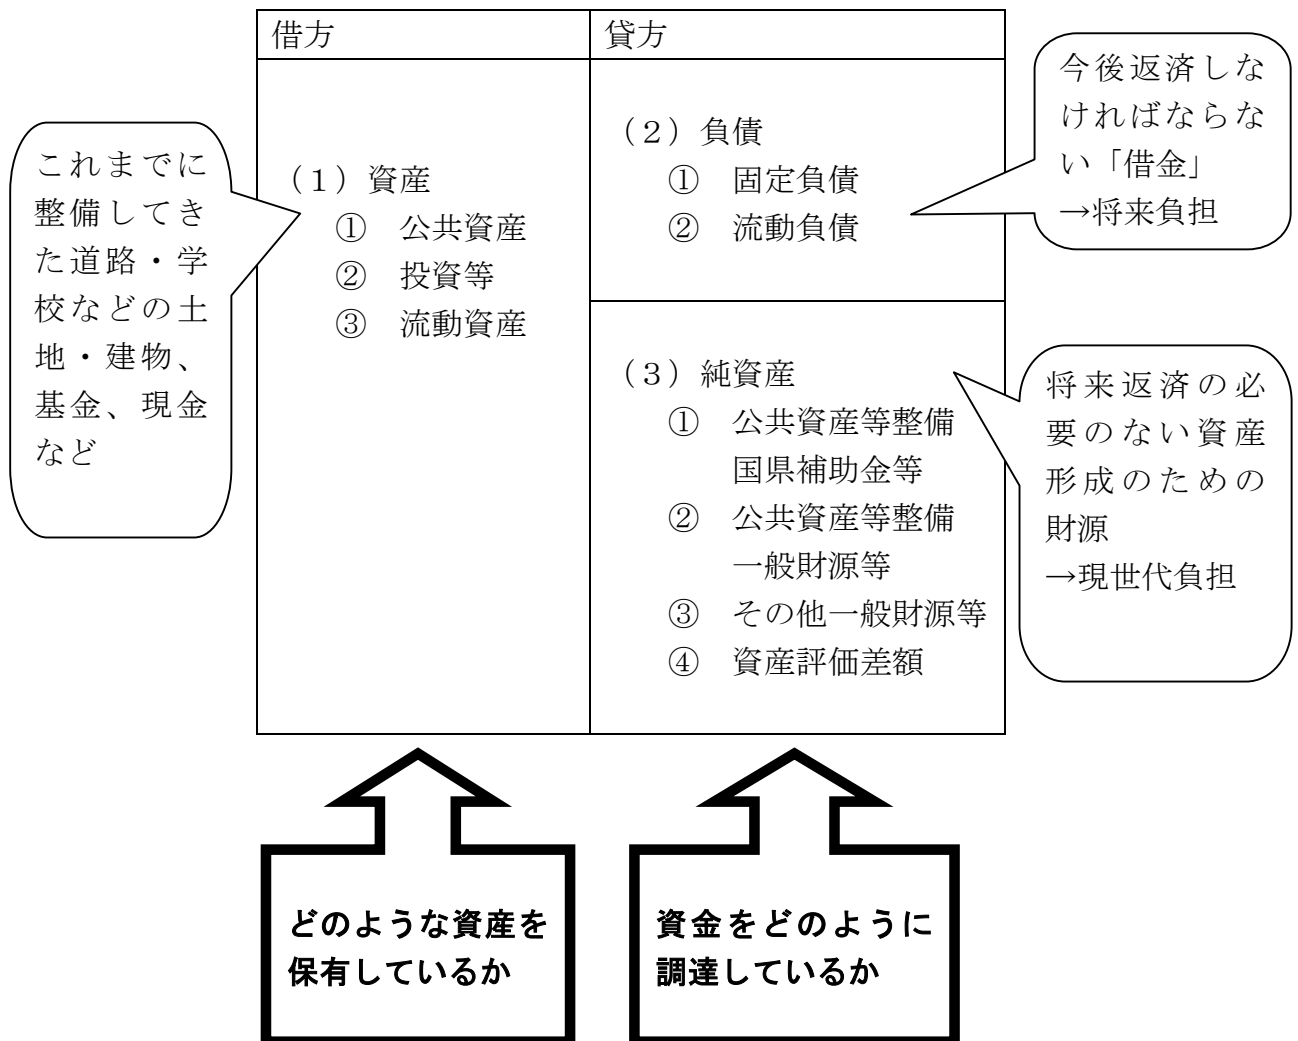 借方
貸方
これまでに
整備してき
た道路・学
校などの土
地・建物、
基金、現金
など
(1)資産
① 公共資産
② 投資等
③ 流動資産
(2)負債
① 固定負債
② 流動負債
今後返済しな
ければならな
い「借金」
→将来負担
(3)純資産
① 公共資産等整備
国県補助金等
② 公共資産等整備
一般財源等
③ その他一般財源等
④ 資産評価差額
将来返済の必
要のない資産
形成のための
財源
→現世代負担
どのような資産を
保有しているか
資金をどのように
調達しているか